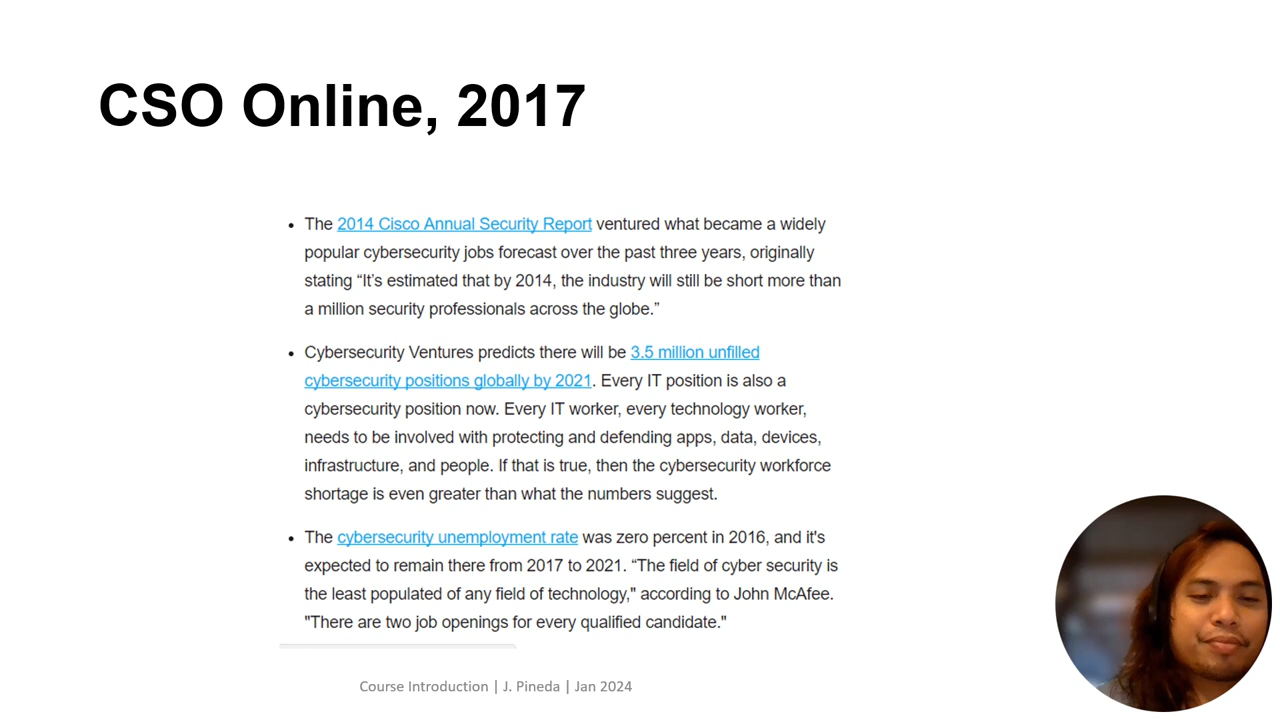 CSO Online, 2017
• The 2014 Cisco Annual Security Report ventured what became a widely
popular cybersecurity jobs forecast over the past three years, originally
stating “It’s estimated that by 2014, the industry will still be short more than
a million security professionals across the globe.”
• Cybersecurity Ventures predicts there will be 3.5 million unfilled
cybersecurity positions globally by 2021. Every IT position is also a
cybersecurity position now. Every IT worker, every technology worker,
needs to be involved with protecting and defending apps, data, devices,
infrastructure, and people. If that is true, then the cybersecurity workforce
shortage is even greater than what the numbers suggest.
• The cybersecurity unemployment rate was zero percent in 2016, and it's
expected to remain there from 2017 to 2021. “The field of cyber security is
the least populated of any field of technology," according to John McAfee.
"There are two job openings for every qualified candidate."
Course Introduction | J. Pineda | Jan 2024